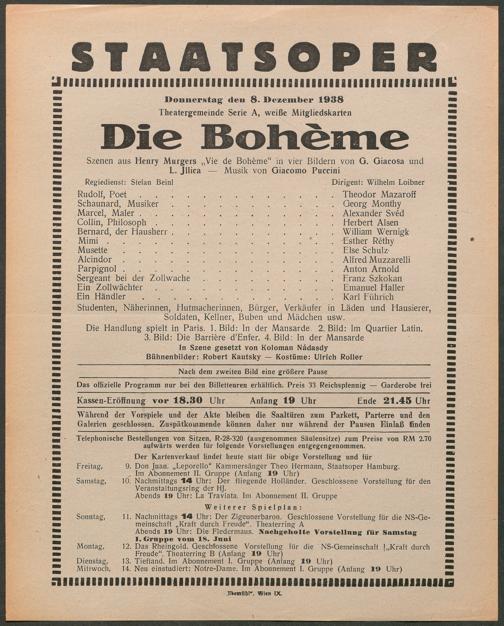 STAATSOPER
Donnerstag den 8. Dezember 1938
Theatergemeinde Serie A, weiße Mitgliedskarten
Die Bohème
Szenen aus Henry Murgers „Vie de Bohème" in vier Bildern von G. Giacosa und
L. Jllica — Musik von Giacomo Puccini
Regiedienst: Stefan Beinl Dirigent: Wilhelm Loibner
Rudolf, Poet . . . . . . . . . . Theodor Mazaroff
Schaunard, Musiker . . . . . . . . . . Georg Monthy
Marcel, Maler . . . . . . . . . . Alexander Svéd
Collin, Philosoph . . . . . . . . . . Herbert Alsen
Bernard, der Hausherr . . . . . . . . . . William Wernigk
Mimi . . . . . . . . . . Esther Réthy
Musette . . . . . . . . . . Else Schulz
Alcindor . . . . . . . . . . Alfred Muzzarelli
Parpignol . . . . . . . . . . Anton Arnold
Sergeant bei der Zollwache . . . . . . . . . . Franz Szkokan
Ein Zollwächter . . . . . . . . . . Emanuel Haller
Ein Händler . . . . . . . . . . Karl Führich
Studenten, Näherinnen, Hutmacherinnen, Bürger, Verkäufer in Läden und Hausierer,
Soldaten, Kellner, Buben und Mädchen usw.
Die Handlung spielt in Paris. 1. Bild: In der Mansarde. 2. Bild: Im Quartier Latin.
3. Bild: Die Barrière d'Enfer. 4. Bild: In der Mansarde
In Szene gesetzt von Koloman Nádasdy
Bühnenbilder: Robert Kautsky — Kostüme: Ulrich Roller
Nach dem zweiten Bild eine größere Pause
Das offizielle Programm nur bei den Billetteuren erhältlich. Preis 33 Reichspfennig — Garderobe frei
Kassen-Eröffnung vor 18.30 Uhr Anfang 19 Uhr Ende 21.45 Uhr
Während der Vorspiele und der Akte bleiben die Saaltüren zum Parkett, Parterre und den
Galerien geschlossen. Zuspätkommende können daher nur während der Pausen Einlaß finden
Telephonische Bestellungen von Sitzen, R-28-320 (ausgenommen Säulensitze) zum Preise von RM 2.70
aufwärts werden für folgende Vorstellungen entgegengenommen.
Der Kartenverkauf findet heute statt für obige Vorstellung und für
Freitag, 9. Don Juan. „Leporello" Kammersänger Theo Hermann, Staatsoper Hamburg.
Im Abonnement II. Gruppe (Anfang 19 Uhr)
Samstag, 10. Nachmittags 14 Uhr: Der fliegende Holländer. Geschlossene Vorstellung für den
Veranstaltungsring der HJ.
Abends 19 Uhr: La Traviata. Im Abonnement II. Gruppe
Weiterer Spielplan:
Sonntag, 11. Nachmittags 14 Uhr: Der Zigeunerbaron. Geschlossene Vorstellung für die NS-Ge-
meinschaft „Kraft durch Freude". Theaterring A
Abends 19 Uhr: Die Fledermaus. Nachgeholte Vorstellung für Samstag
1. Gruppe vom 18. Juni
Montag, 12. Das Rheingold. Geschlossene Vorstellung für die NS-Gemeinschaft „Kraft durch
Freude". Theaterring B (Anfang 19 Uhr)
Dienstag, 13. Tiefland. Im Abonnement I. Gruppe (Anfang 19 Uhr)
Mittwoch, 14. Neu einstudiert: Notre-Dame. Im Abonnement I. Gruppe (Anfang 19 Uhr)
Wien IX.